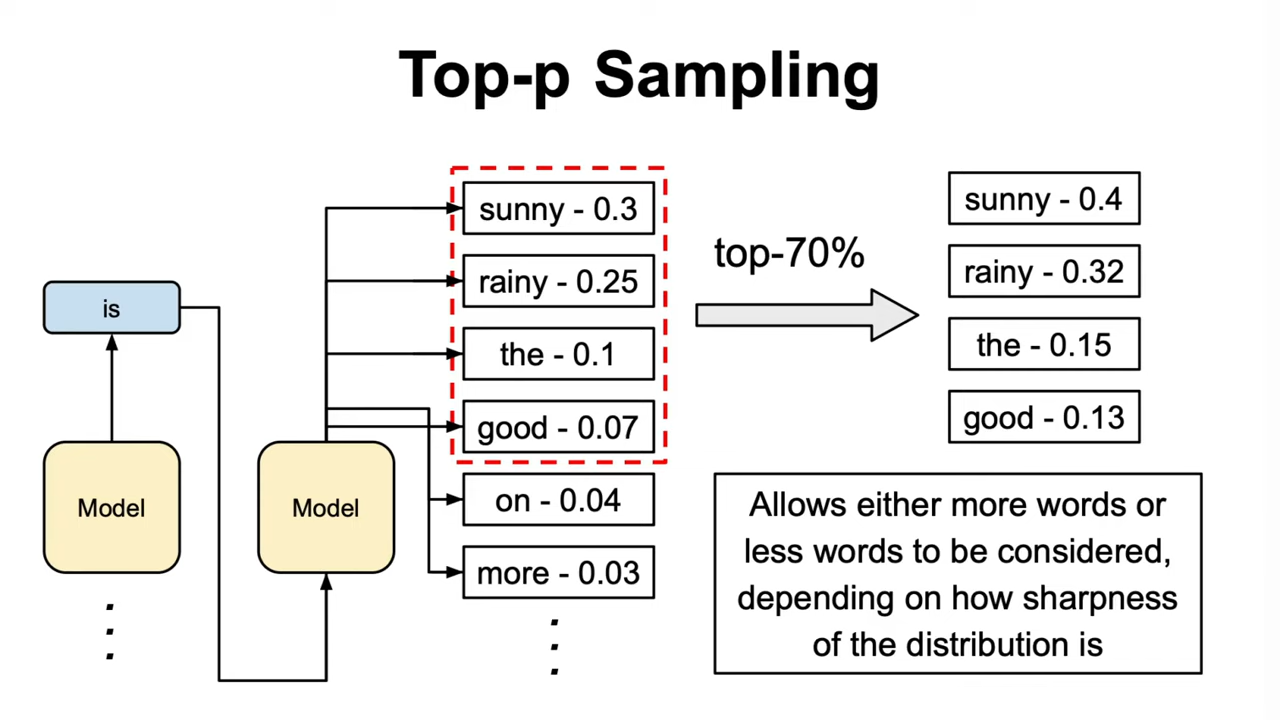 Top-p Sampling
is
Model
Model
sunny - 0.3
rainy - 0.25
the - 0.1
good - 0.07
on - 0.04
more - 0.03
top-70%
sunny - 0.4
rainy - 0.32
the - 0.15
good - 0.13
Allows either more words or
less words to be considered,
depending on how sharpness
of the distribution is